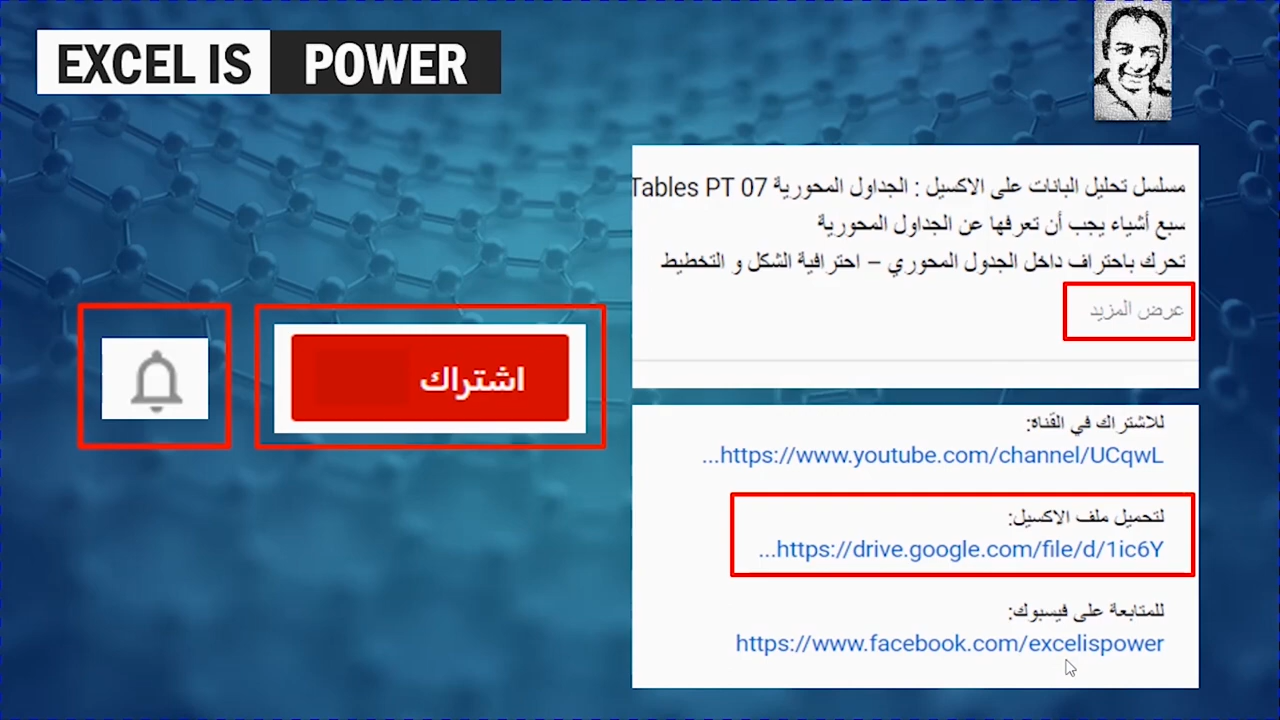 EXCEL IS POWER
مسلسل تحليل البانات على الاكسيل : الجداول المحورية Tables PT 07
سبع أشياء يجب أن تعرفها عن الجداول المحورية
تحرك باحتراف داخل الجدول المحوري – احترافية الشكل و التخطيط
عرض المزيد
اشتراك
للاشتراك في القناة:
https://www.youtube.com/channel/UCqwL...
لتحميل ملف الاكسيل:
https://drive.google.com/file/d/1ic6Y...
للمتابعة على فيسبوك:
https://www.facebook.com/excelispower